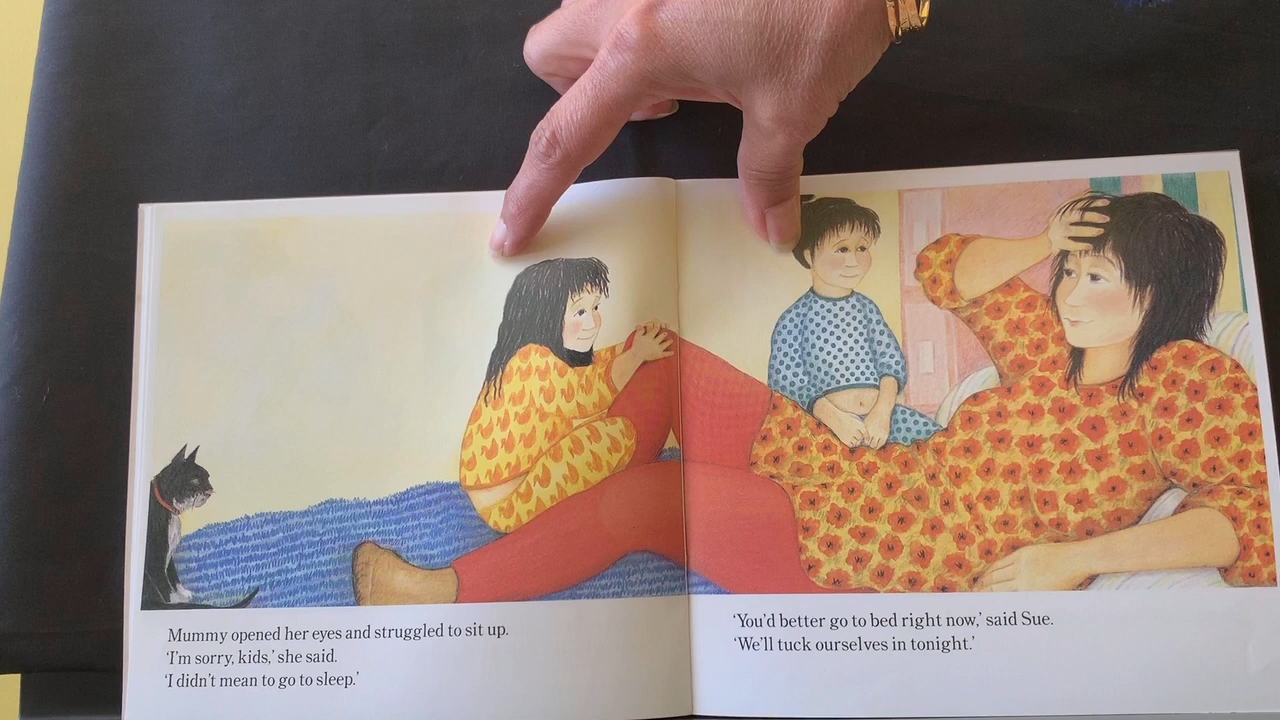 Mummy opened her eyes and struggled to sit up.
‘I’m sorry, kids,’ she said.
‘I didn’t mean to go to sleep.’
‘You’d better go to bed right now,’ said Sue.
‘We’ll tuck ourselves in tonight.’